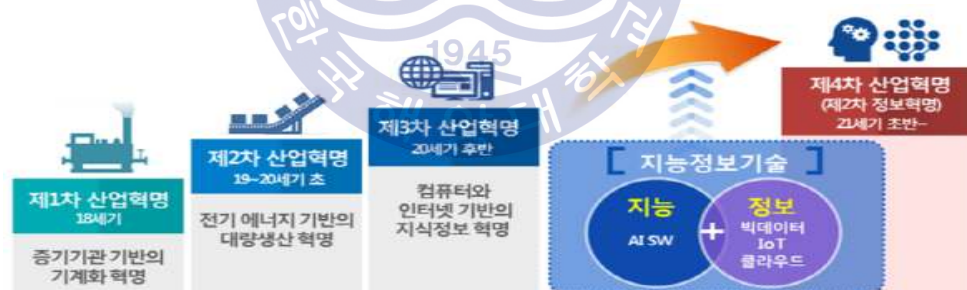 1945
제1차 산업혁명
18세기
증기기관 기반의
기계화 혁명
제2차 산업혁명
19~20세기 초
전기 에너지 기반의
대량생산 혁명
제3차 산업혁명
20세기 후반
컴퓨터와
인터넷 기반의
지식정보 혁명
[ 지능정보기술 ]
지능
AI SW
+
정보
빅데이터
IoT
클라우드
제4차 산업혁명
(제2차 정보혁명)
21세기 초반~